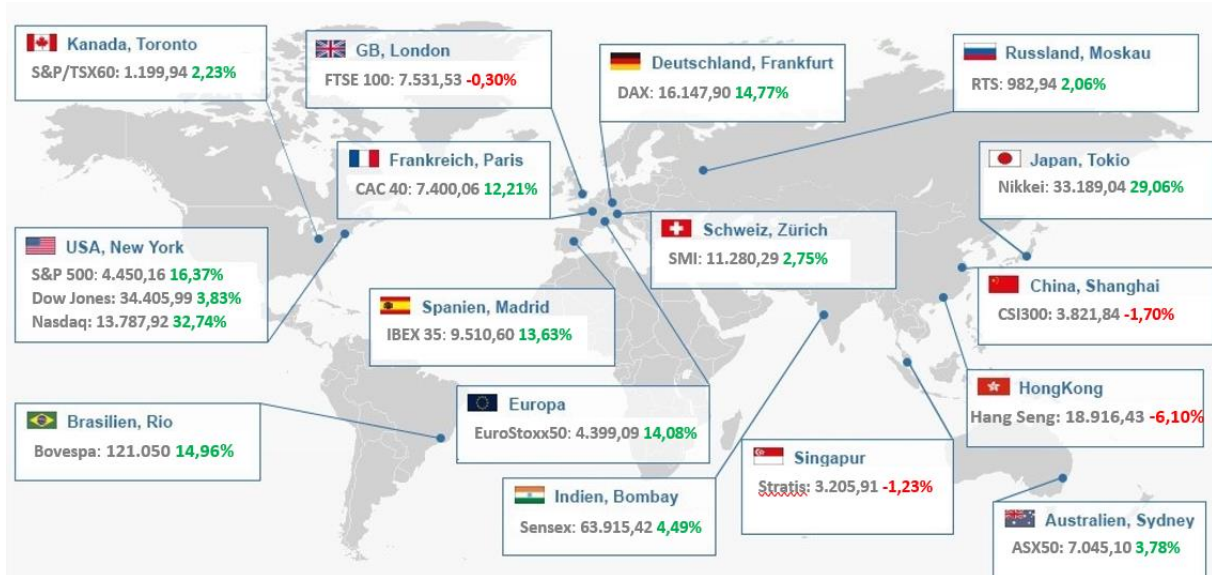 Kanada, Toronto
S&P/TSX60: 1.199,94 2,23%
GB, London
FTSE 100: 7.531,53 -0,30%
Deutschland, Frankfurt
DAX: 16.147,90 14,77%
Russland, Moskau
RTS: 982,94 2,06%
Frankreich, Paris
CAC 40: 7.400,06 12,21%
Japan, Tokio
Nikkei: 33.189,04 29,06%
USA, New York
S&P 500: 4.450,16 16,37%
Dow Jones: 34.405,99 3,83%
Nasdaq: 13.787,92 32,74%
Schweiz, Zürich
SMI: 11.280,29 2,75%
China, Shanghai
CSI300: 3.821,84 -1,70%
Spanien, Madrid
IBEX 35: 9.510,60 13,63%
HongKong
Hang Seng: 18.916,43 -6,10%
Brasilien, Rio
Bovespa: 121.050 14,96%
Europa
EuroStoxx50: 4.399,09 14,08%
Singapur
Stratis: 3.205,91 -1,23%
Indien, Bombay
Sensex: 63.915,42 4,49%
Australien, Sydney
ASX50: 7.045,10 3,78%